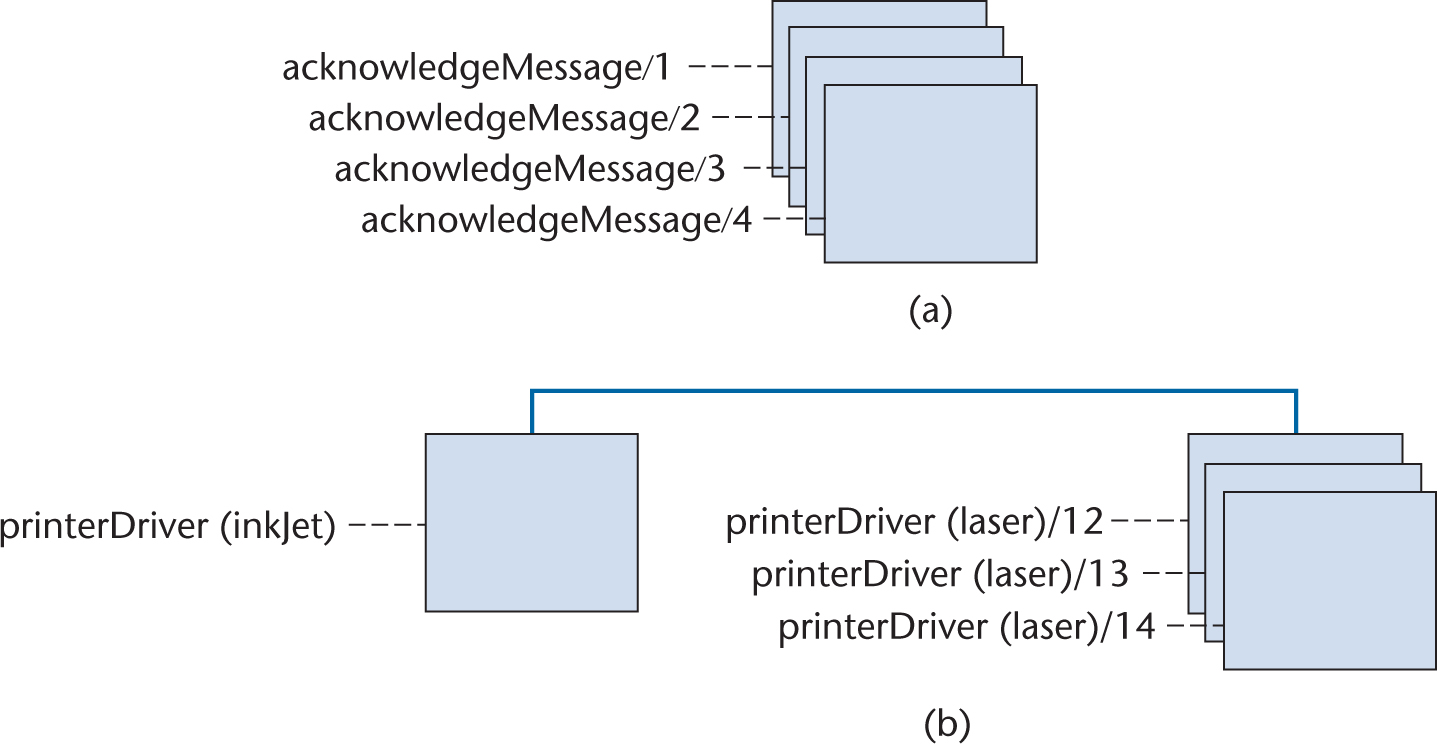 acknowledgeMessage/1
acknowledgeMessage/2
acknowledgeMessage/3
acknowledgeMessage/4
(a)
printerDriver (inkJet)
printerDriver (laser)/12
printerDriver (laser)/13
printerDriver (laser)/14
(b)